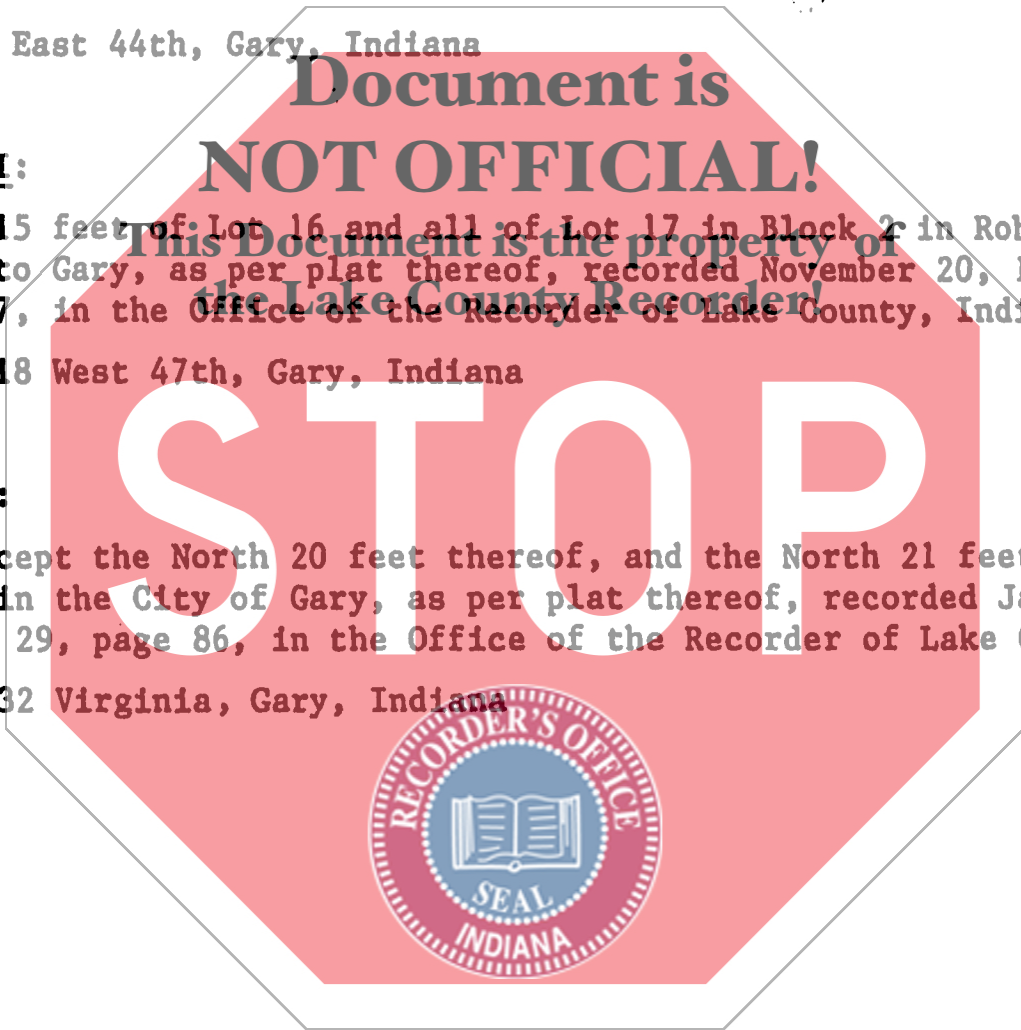 East 44th, Gary, Indiana
Document is
NOT OFFICIAL!
I:
15 feet of Lot 16 and all of Lot 17 in Block 2 in Rob
This Document is the property of
to Gary, as per plat thereof, recorded November 20,
the Lake County Recorder!
7, in the Office of the Recorder of Lake County, Indi
18 West 47th, Gary, Indiana
STOP
:
cept the North 20 feet thereof, and the North 21 feet
in the City of Gary, as per plat thereof, recorded Ja
29, page 86, in the Office of the Recorder of Lake
32 Virginia, Gary, Indiana
RECORDER'S OFFICE
SEAL
INDIANA